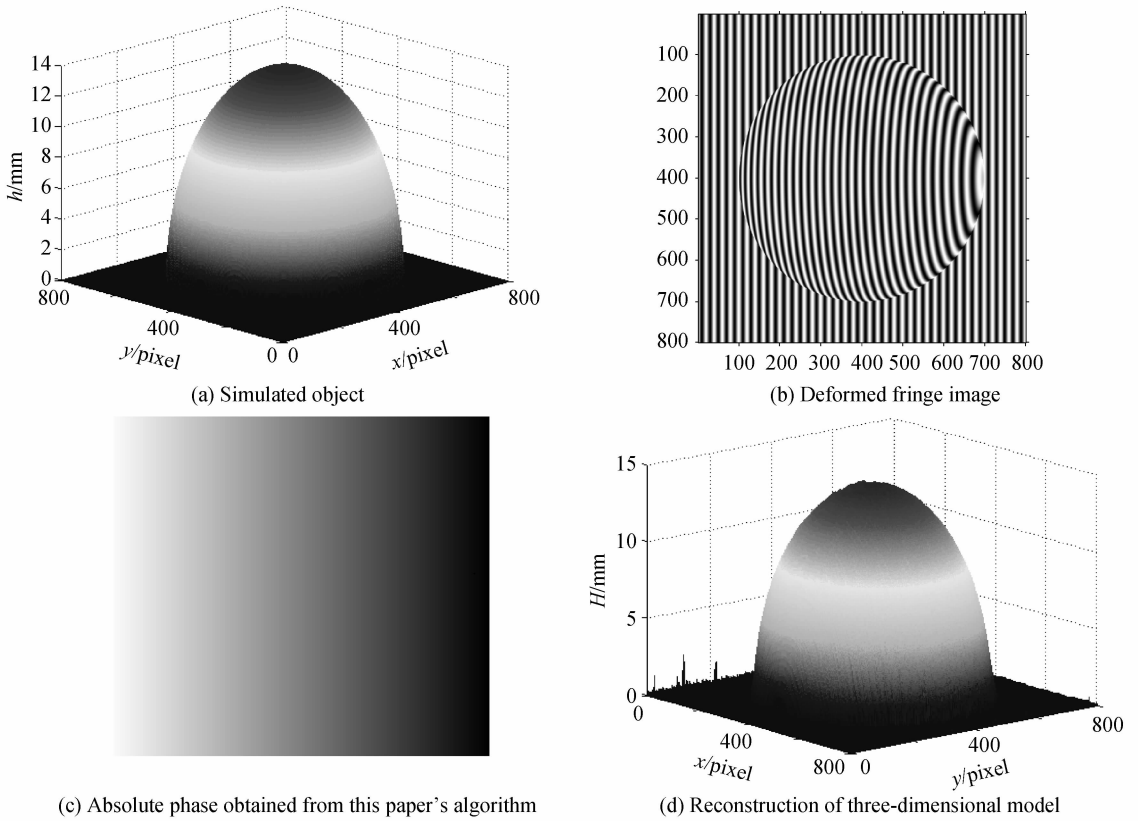 14
12
10
8
6
4
2
0
h/mm
800
400
0
y/pixel
0
400
800
x/pixel
(a) Simulated object
100
200
300
400
500
600
700
800
100 200 300 400 500 600 700 800
(b) Deformed fringe image
(c) Absolute phase obtained from this paper's algorithm
15
10
5
0
H/mm
0
400
800
x/pixel
0
400
800
y/pixel
(d) Reconstruction of three-dimensional model